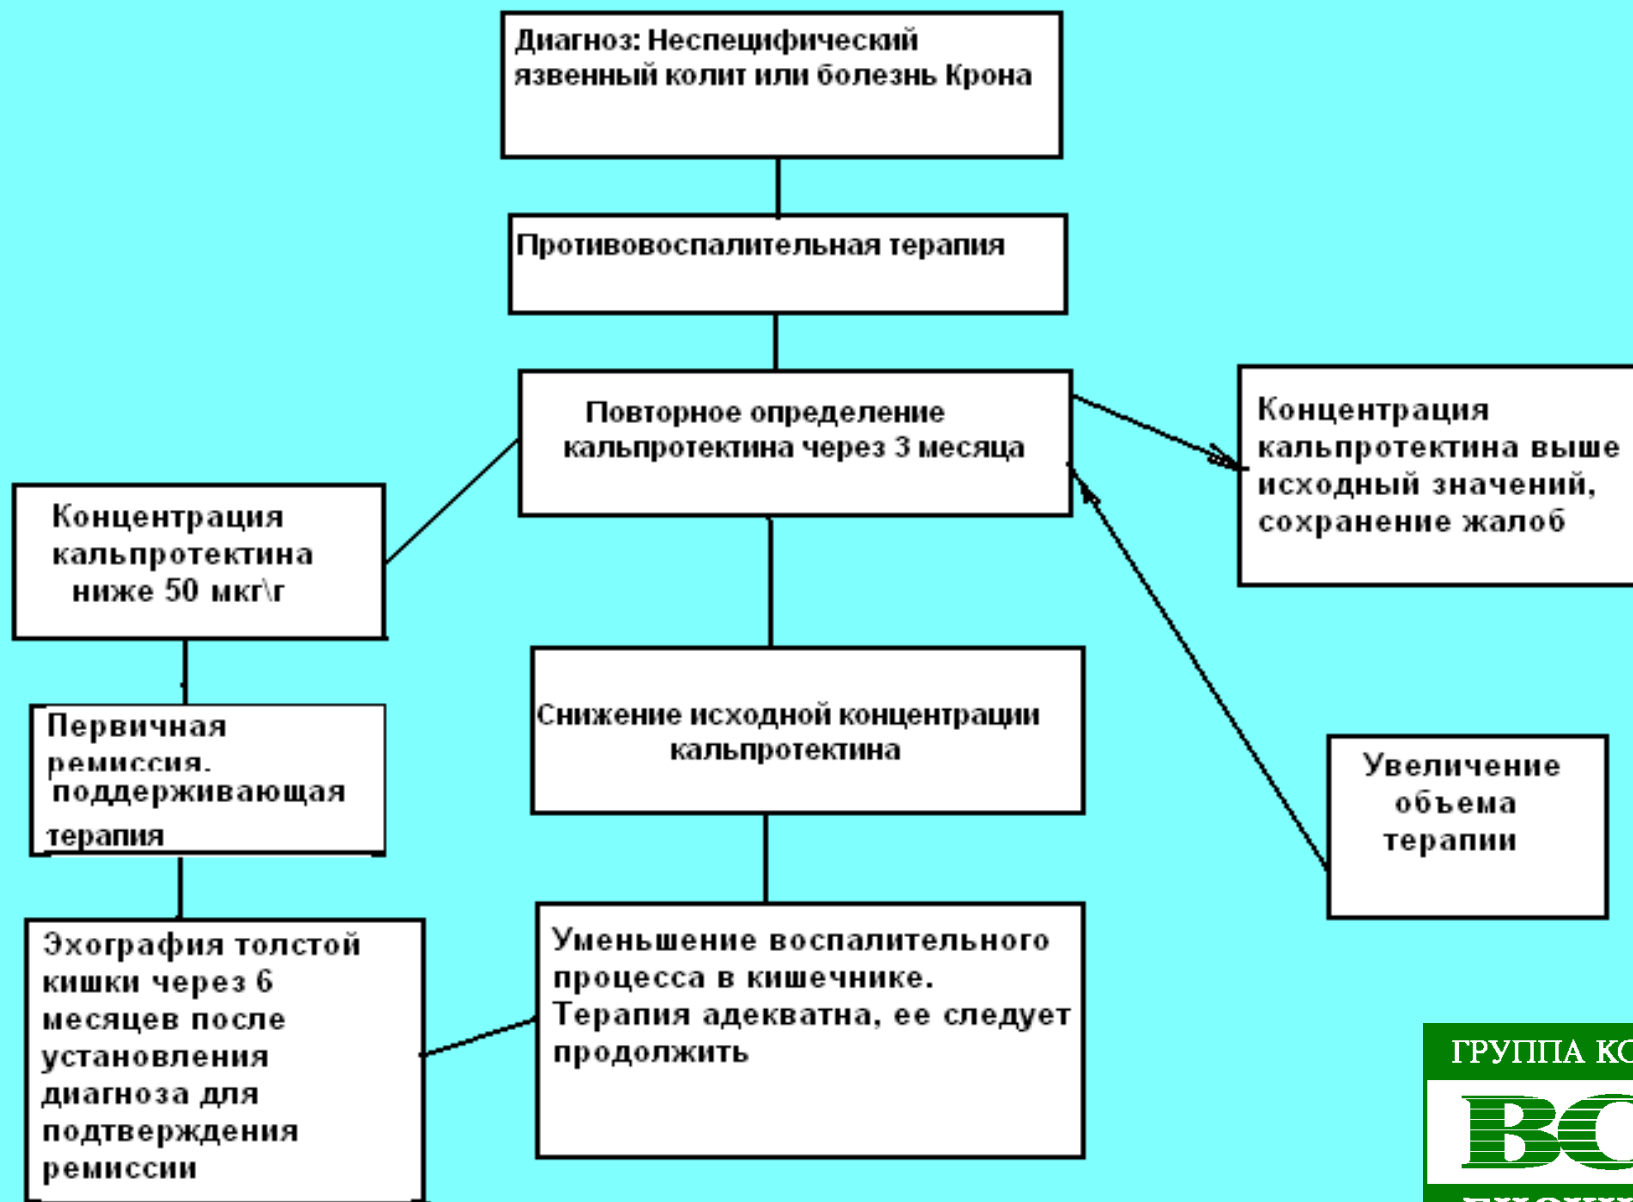 Диагноз: Неспецифический
язвенный колит или болезнь Крона
Противовоспалительная терапия
Повторное определение
кальпротектина через 3 месяца
Концентрация
кальпротектина выше
исходный значений,
сохранение жалоб
Концентрация
кальпротектина
ниже 50 мкг\г
Первичная
ремиссия.
поддерживающая
терапия
Снижение исходной концентрации
кальпротектина
Увеличение
объема
терапии
Эхография толстой
кишки через 6
месяцев после
установления
диагноза для
подтверждения
ремиссии
Уменьшение воспалительного
процесса в кишечнике.
Терапия адекватна, ее следует
продолжить
ГРУППА